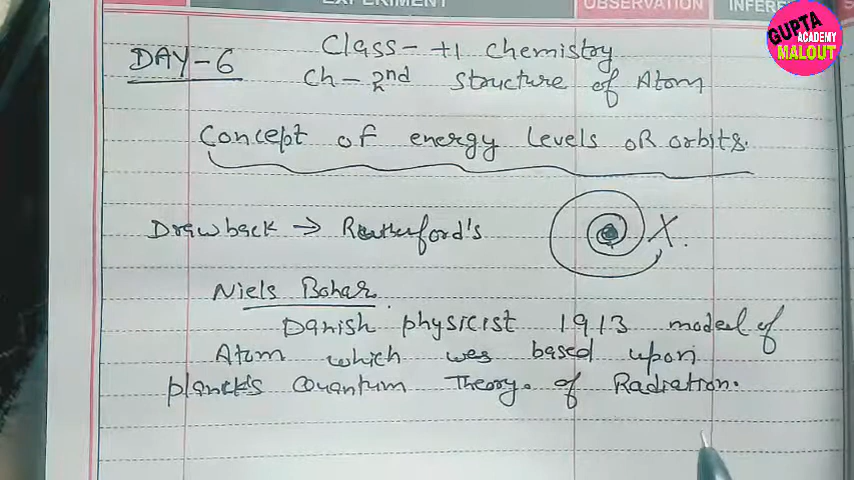 EXPERIMENT
OBSERVATION
INFERE
GUPTA
ACADEMY
MALOUT
DAY-6
Class- +1 chemistry
Ch- 2nd Structure of Atom
Concept of energy levels OR orbits.
Drawback → Rutherford's
X.
Niels Bohar.
Danish physicist 1913 model of
Atom which was based upon
planck's Quantum Theory. of Radiation.